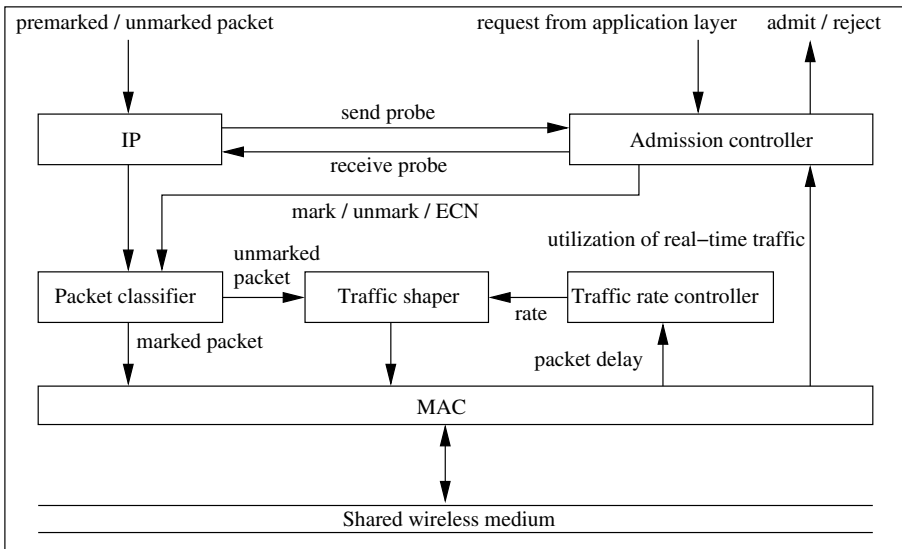 premarked / unmarked packet
request from application layer
admit / reject
send probe
IP
Admission controller
receive probe
mark / unmark / ECN
utilization of real−time traffic
unmarked
packet
Packet classifier
Traffic shaper
Traffic rate controller
rate
marked packet
packet delay
MAC
Shared wireless medium